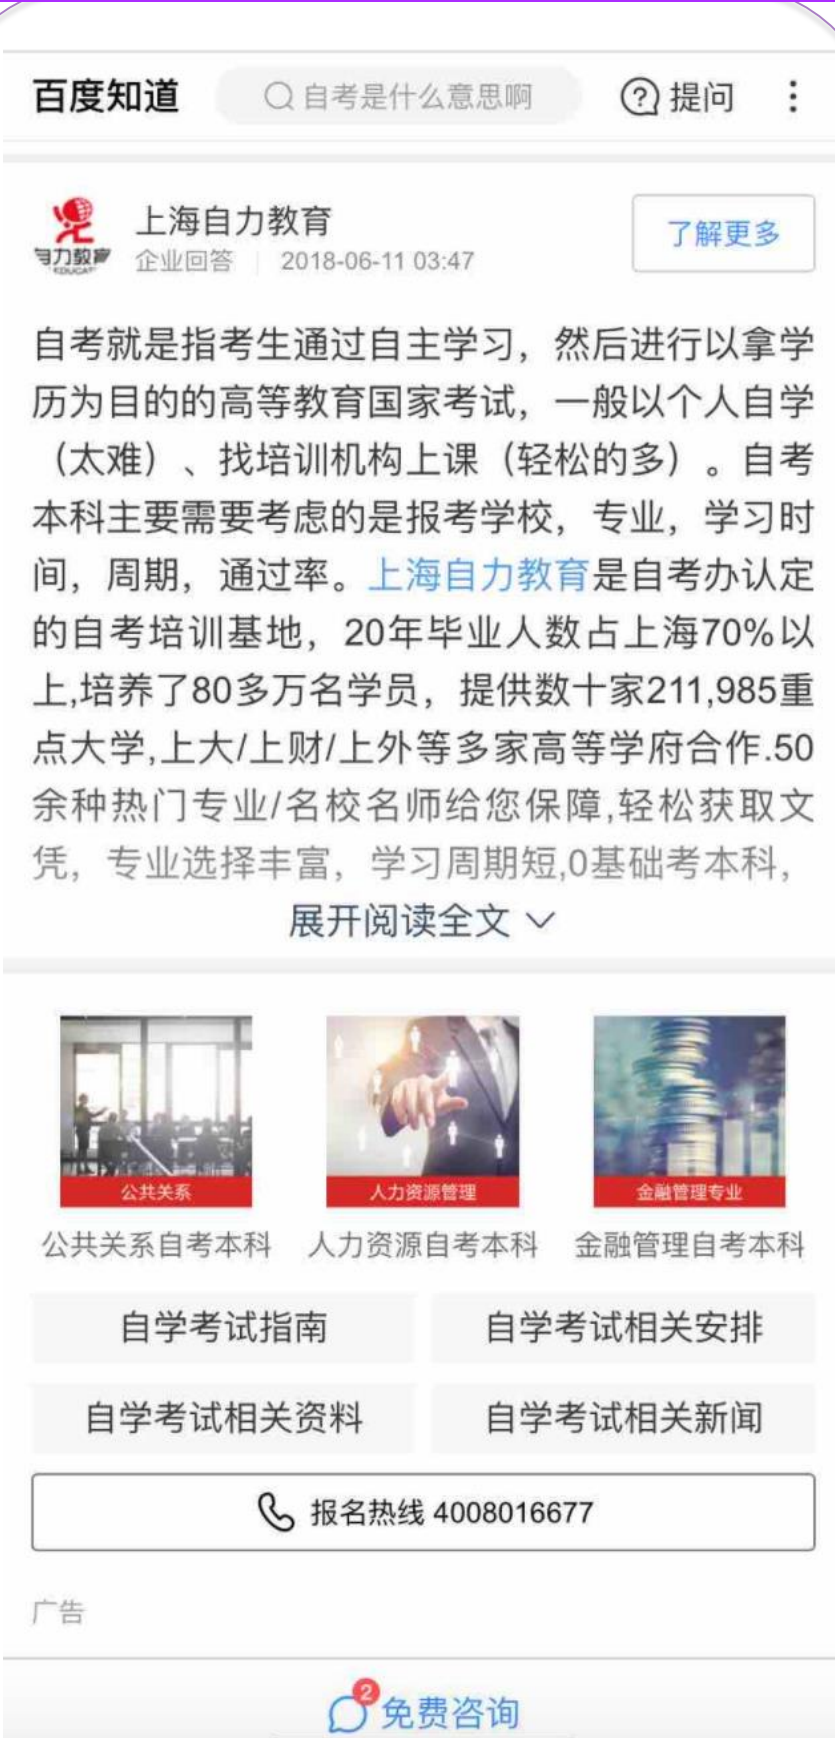 百度知道
自考是什么意思啊
提问
自力教育
EDUCAT
上海自力教育
企业回答 2018-06-11 03:47
了解更多
自考就是指考生通过自主学习，然后进行以拿学
历为目的的高等教育国家考试，一般以个人自学
（太难）、找培训机构上课（轻松的多）。自考
本科主要需要考虑的是报考学校，专业，学习时
间，周期，通过率。上海自力教育是自考办认定
的自考培训基地，20年毕业人数占上海70%以
上,培养了80多万名学员，提供数十家211,985重
点大学,上大/上财/上外等多家高等学府合作.50
余种热门专业/名校名师给您保障,轻松获取文
凭，专业选择丰富，学习周期短,0基础考本科，
展开阅读全文
公共关系
人力资源管理
金融管理专业
公共关系自考本科
人力资源自考本科
金融管理自考本科
自学考试指南
自学考试相关安排
自学考试相关资料
自学考试相关新闻
报名热线 4008016677
广告
2
免费咨询